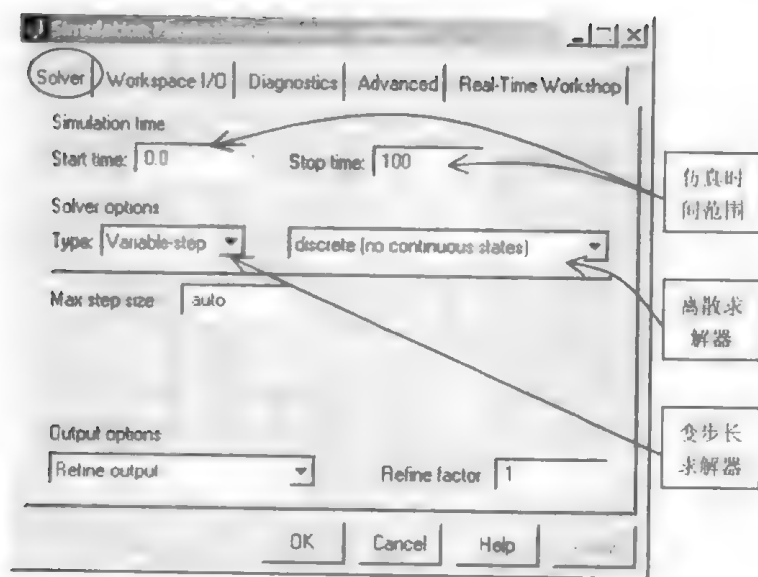 Simulation
Solver Workspace I/O Diagnostics Advanced Real-Time Workshop
Simulation time
Start time: 0.0 Stop time: 100
Solver options
Type: Variable-step discrete (no continuous states)
Max step size auto
Output options
Refine output Refine factor 1
OK Cancel Help
仿真时
间范围
离散求
解器
变步长
求解器